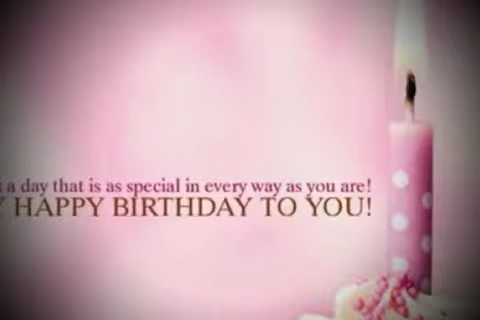 a day that is as special in every way as you are!
HAPPY BIRTHDAY TO YOU!